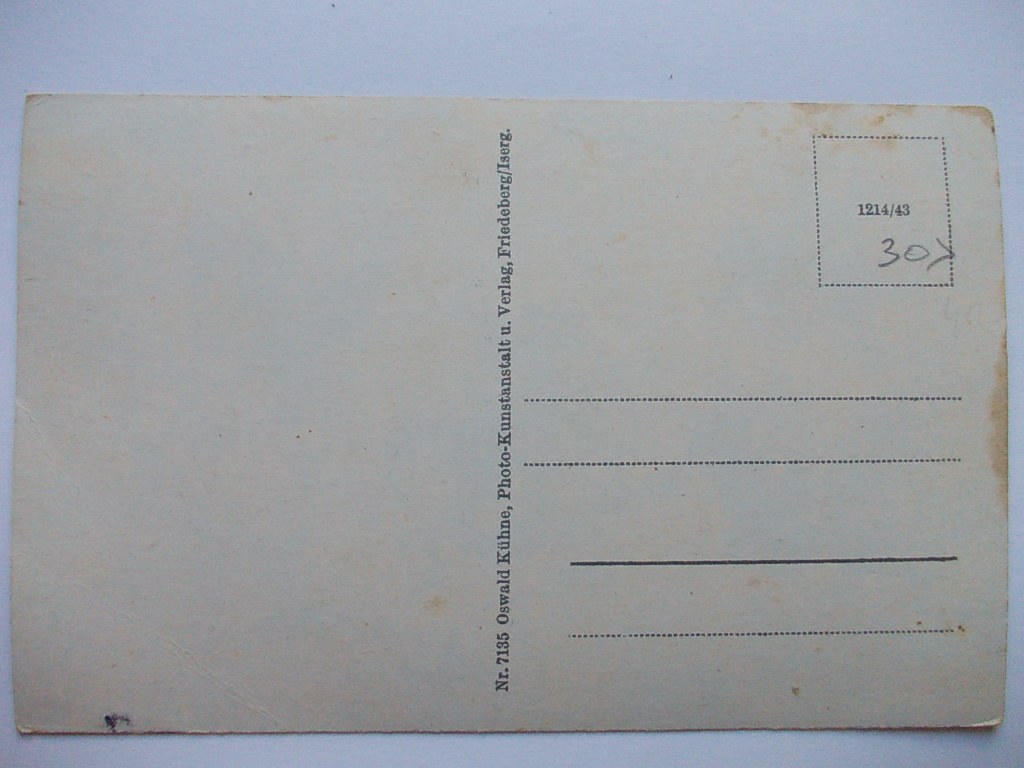 Nr. 7135 Oswald Kühne, Photo-Kunstanstalt u. Verlag, Friedeberg/Iserg.
1214/43
30